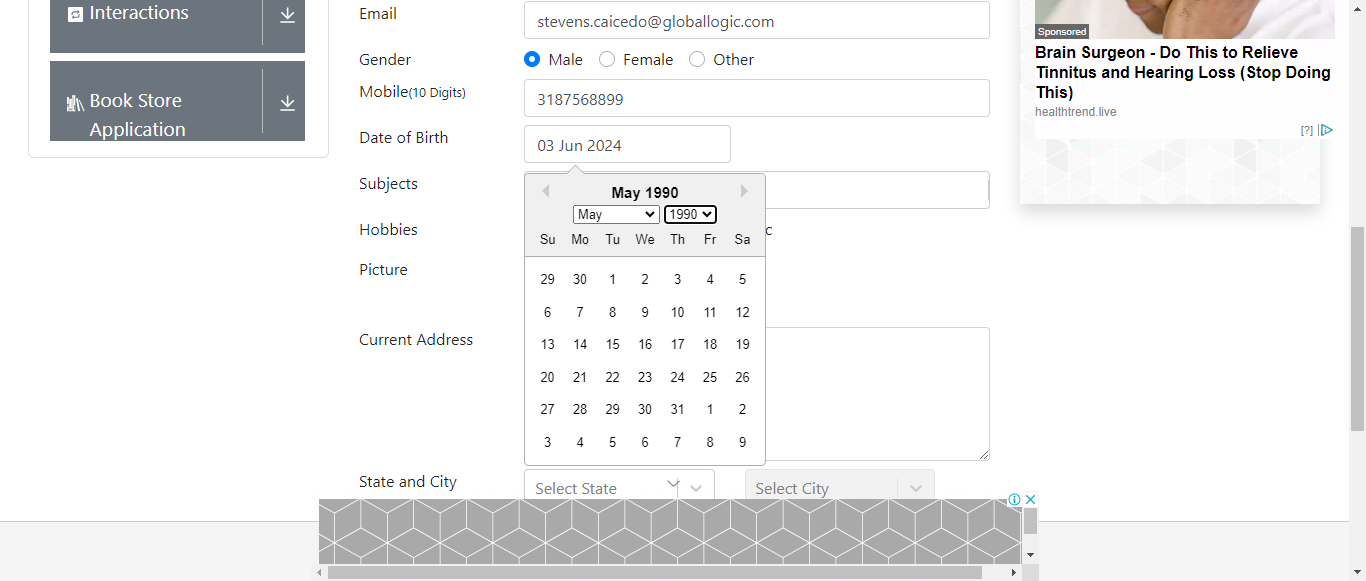 Interactions
Book Store
Application
Email
stevens.caicedo@globallogic.com
Gender
Male Female Other
Mobile(10 Digits)
3187568899
Date of Birth
03 Jun 2024
Subjects
May 1990
May 1990
Hobbies
c
Su Mo Tu We Th Fr Sa
Picture
29 30 1 2 3 4 5
6 7 8 9 10 11 12
Current Address
13 14 15 16 17 18 19
20 21 22 23 24 25 26
27 28 29 30 31 1 2
3 4 5 6 7 8 9
State and City
Select State
Select City
Sponsored
Brain Surgeon - Do This to Relieve
Tinnitus and Hearing Loss (Stop Doing
This)
healthtrend.live
[?]